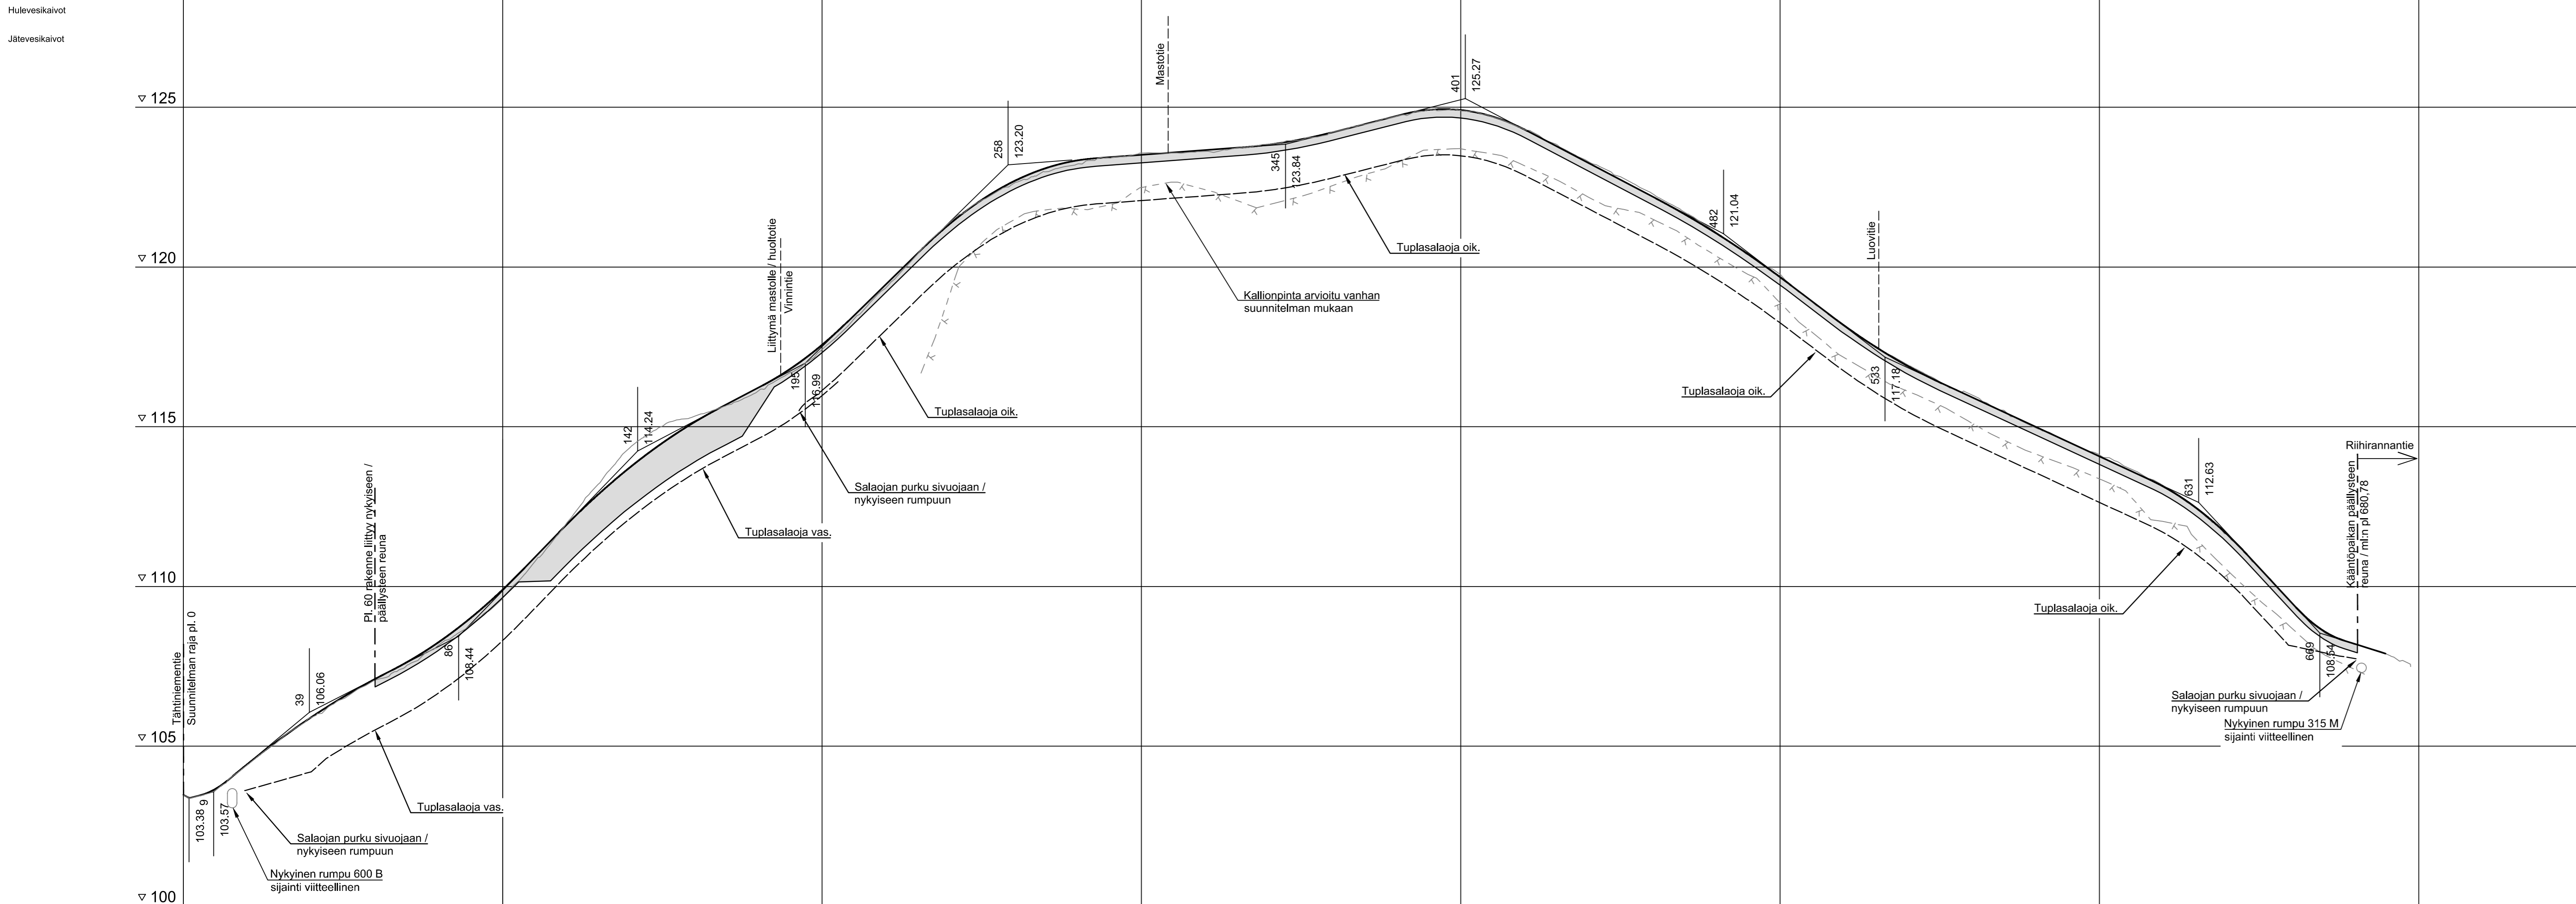 Hulevesikaivot
Jätevesikaivot
125
120
115
110
105
100
Tähtiniementie
Suunnitelman raja pl. 0
103.38
9
103.57
39
106.06
Pl. 60 rakenne liittyy nykyiseen /
päällysteen reuna
86
108.44
142
114.24
Liittymä mastolle / huoltotie
Vinnintie
195
116.99
258
123.20
Mastotie
345
123.84
401
125.27
482
121.04
Luovitie
533
117.18
631
112.63
Riihirannantie
Kääntöpaikan päällysteen
reuna / ml:n pl 680,78
669
108.54
Tuplasalaoja oik.
Kallionpinta arvioitu vanhan
suunnitelman mukaan
Tuplasalaoja oik.
Tuplasalaoja oik.
Salaojan purku sivuojaan /
nykyiseen rumpuun
Tuplasalaoja vas.
Tuplasalaoja oik.
Salaojan purku sivuojaan /
nykyiseen rumpuun
Nykyinen rumpu 315 M
sijainti viitteellinen
Tuplasalaoja vas.
Salaojan purku sivuojaan /
nykyiseen rumpuun
Nykyinen rumpu 600 B
sijainti viitteellinen